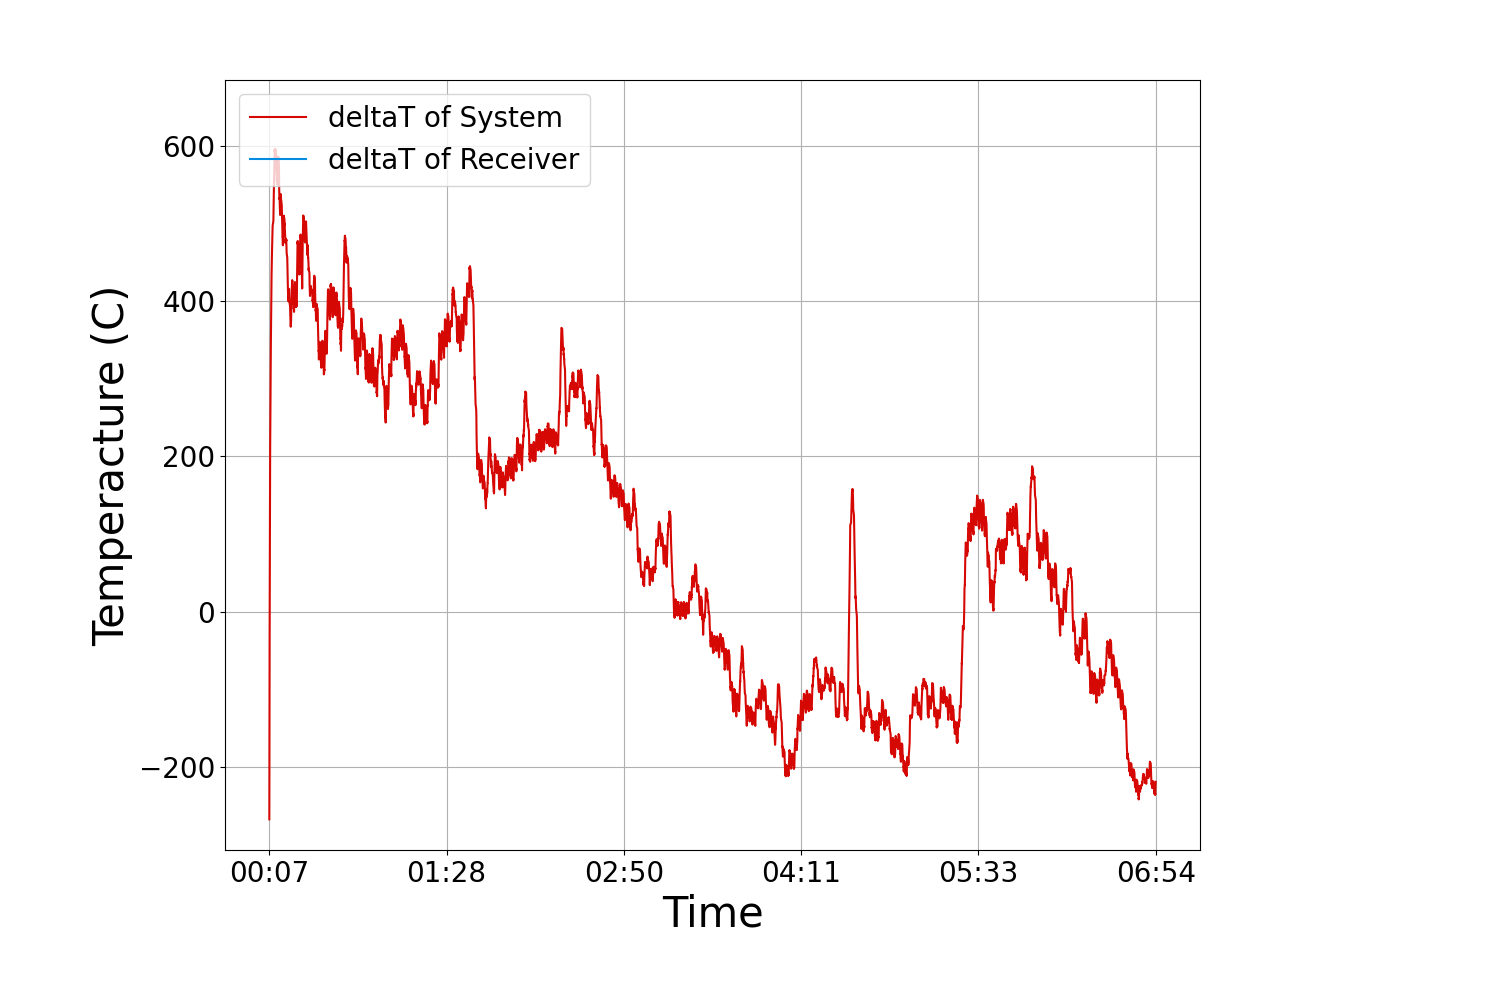 deltaT of System
deltaT of Receiver
600
400
200
0
−200
Temperacture (C)
00:07 01:28 02:50 04:11 05:33 06:54
Time